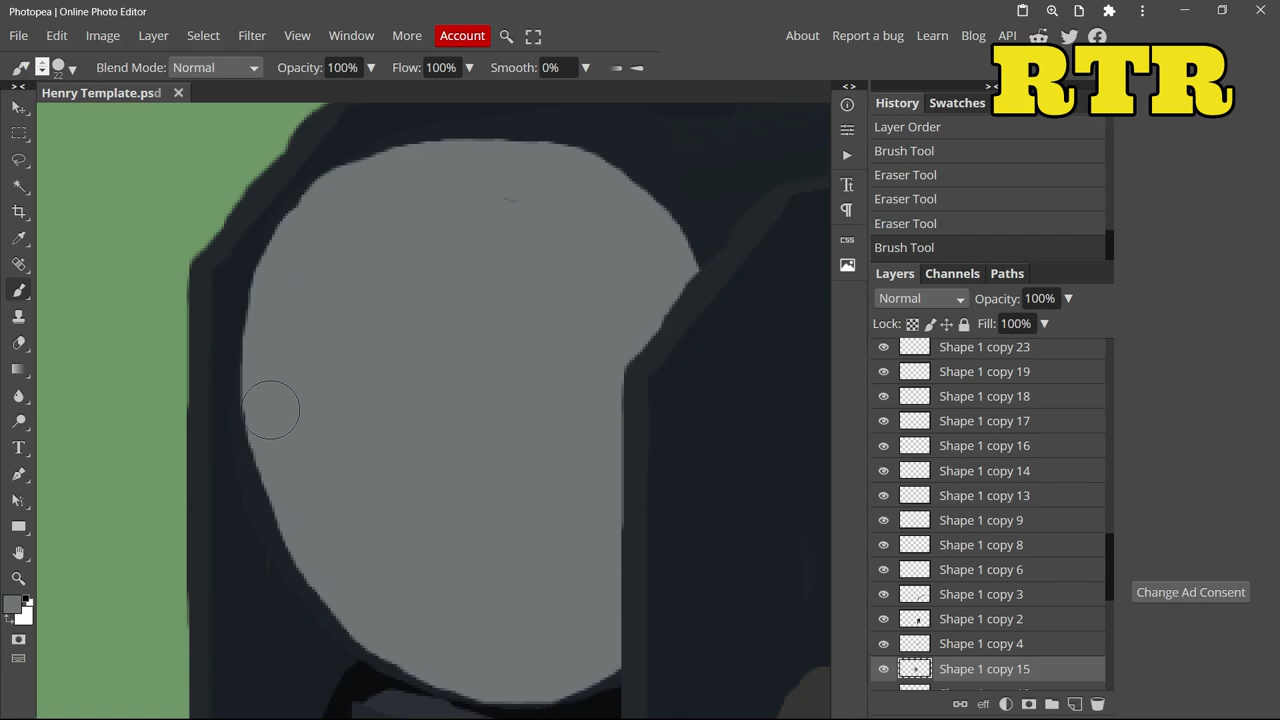 Photopea | Online Photo Editor
File Edit Image Layer Select Filter View Window More Account About Report a bug Learn Blog API
22 Blend Mode: Normal Opacity: 100% Flow: 100% Smooth: 0%
RTR
Henry Template.psd
History Swatches
Layer Order
Brush Tool
Eraser Tool
Eraser Tool
Eraser Tool
Brush Tool
CSS
Layers Channels Paths
Normal Opacity: 100%
Lock: Fill: 100%
Shape 1 copy 23
Shape 1 copy 19
Shape 1 copy 18
Shape 1 copy 17
Shape 1 copy 16
Shape 1 copy 14
Shape 1 copy 13
Shape 1 copy 9
Shape 1 copy 8
Shape 1 copy 6
Shape 1 copy 3
Shape 1 copy 2
Shape 1 copy 4
Shape 1 copy 15
Change Ad Consent
eff